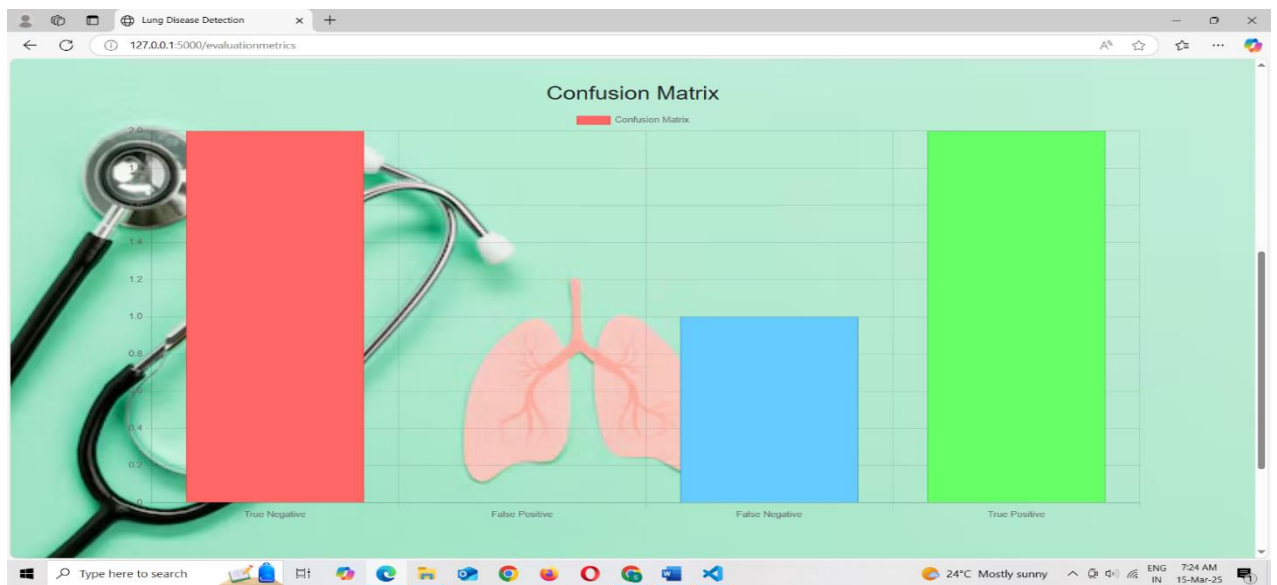 Lung Disease Detection
127.0.0.1:5000/evaluationmetrics
Confusion Matrix
Confusion Matrix
2.0
1.4
1.2
1.0
0.8
0.4
0.2
0
True Negative False Positive False Negative True Positive
Type here to search
24°C Mostly sunny
ENG
IN
7:24 AM
15-Mar-25